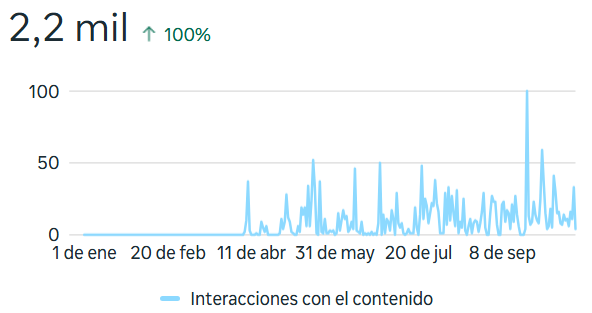 2,2 mil ↑ 100%
100
50
0
1 de ene 20 de feb 11 de abr 31 de may 20 de jul 8 de sep
Interacciones con el contenido